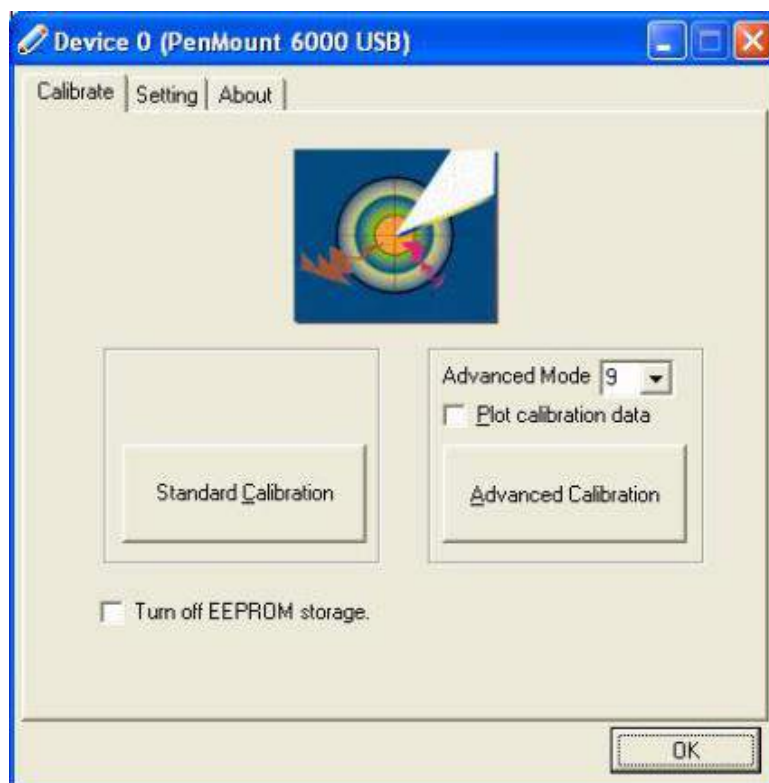 Device 0 (PenMount 6000 USB)
Calibrate Setting About
Advanced Mode 9
Plot calibration data
Standard Calibration Advanced Calibration
Turn off EEPROM storage.
OK